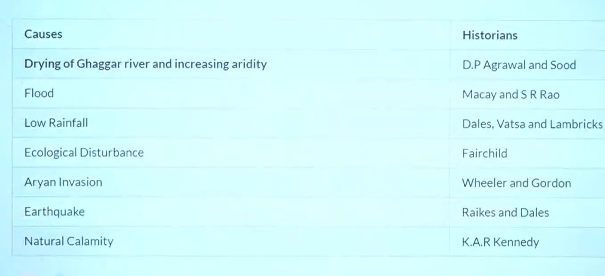 Causes Historians
Drying of Ghaggar river and increasing aridity D.P Agrawal and Sood
Flood Macay and S R Rao
Low Rainfall Dales, Vatsa and Lambricks
Ecological Disturbance Fairchild
Aryan Invasion Wheeler and Gordon
Earthquake Raikes and Dales
Natural Calamity K.A.R Kennedy